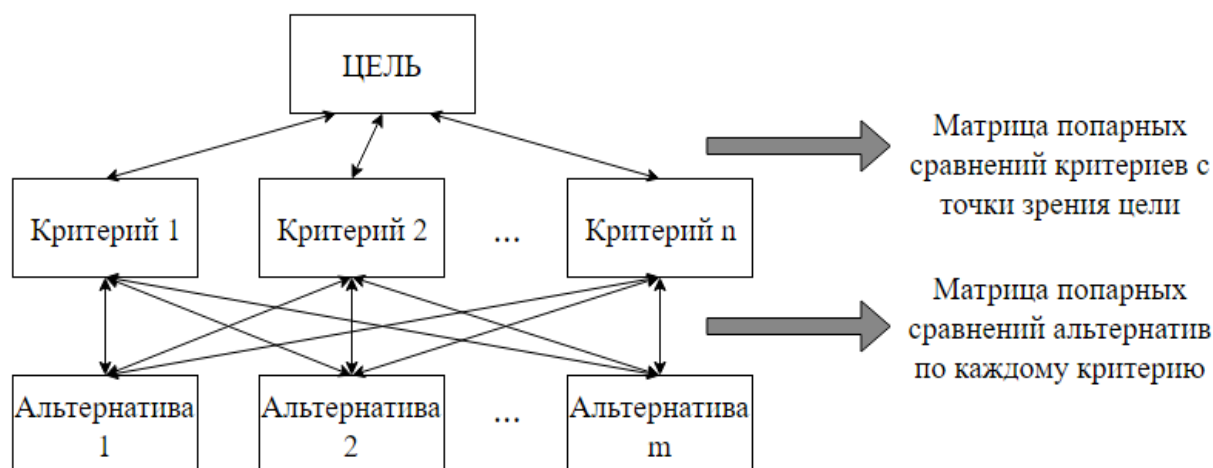 ЦЕЛЬ
Матрица попарных
сравнений критериев с
точки зрения цели
Критерий 1
Критерий 2
...
Критерий n
Матрица попарных
сравнений альтернатив
по каждому критерию
Альтернатива
1
Альтернатива
2
...
Альтернатива
m